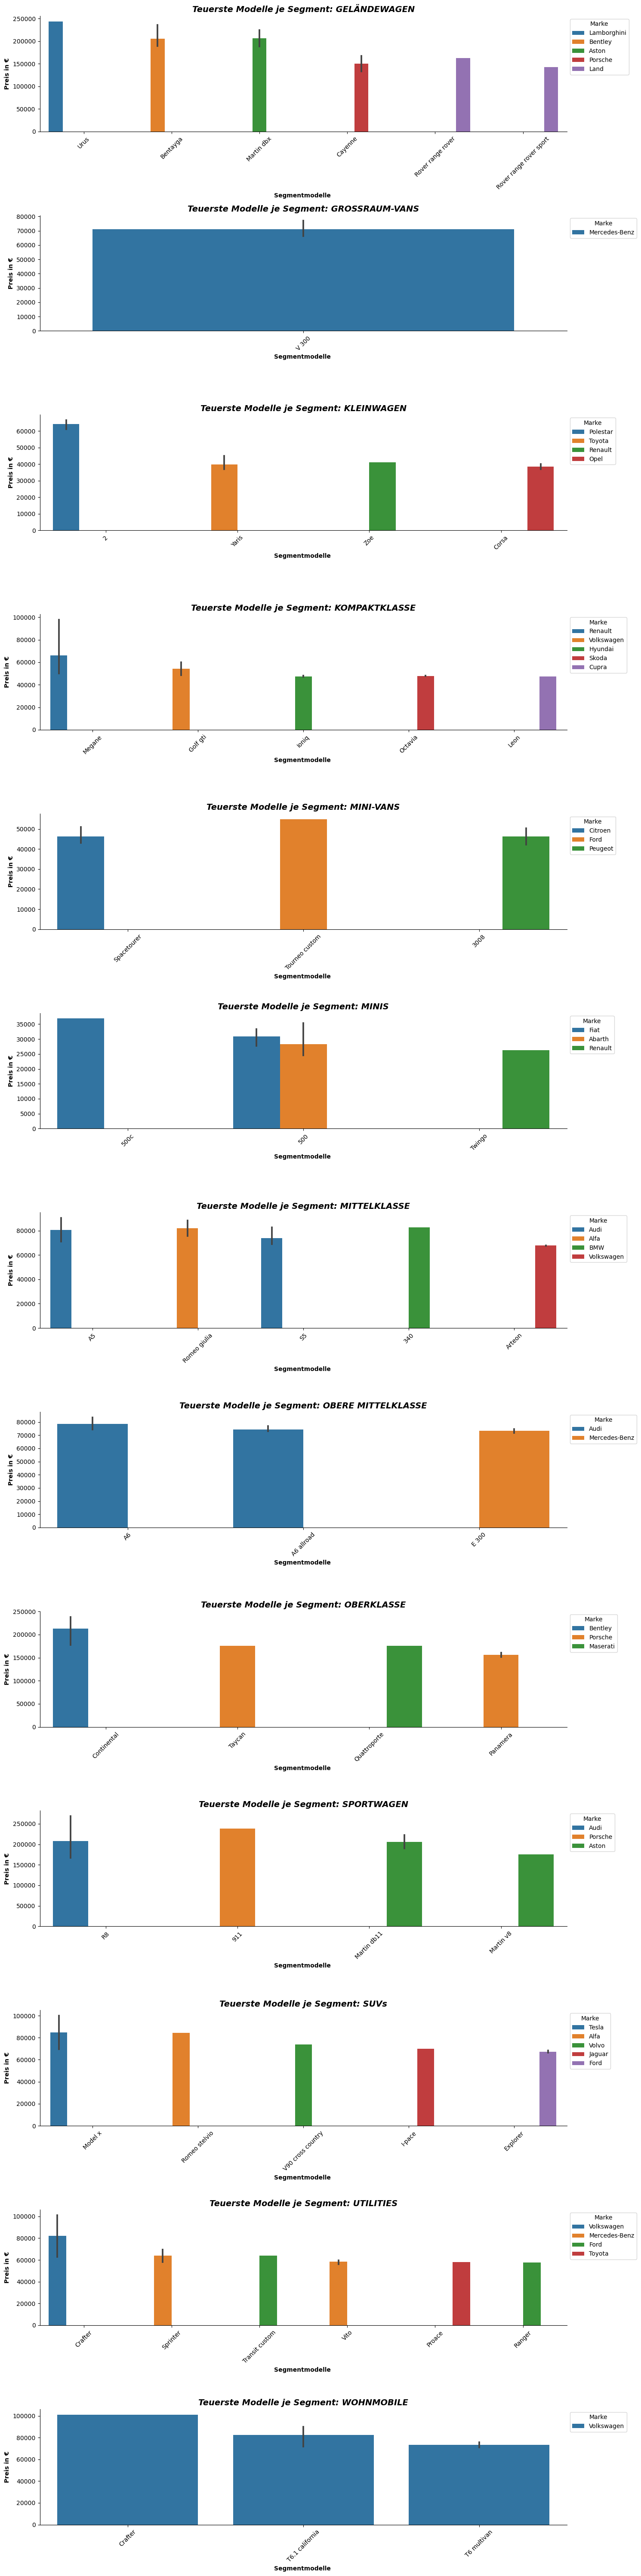 Teuerste Modelle je Segment: GELÄNDEWAGEN
250000
200000
150000
100000
50000
0
Preis in €
Urus
Bentayga
Martin dbx
Cayenne
Rover range rover
Rover range rover sport
Segmentmodelle
Marke
Lamborghini
Bentley
Aston
Porsche
Land
Teuerste Modelle je Segment: GROSSRAUM-VANS
80000
70000
60000
50000
40000
30000
20000
10000
0
Preis in €
V 300
Segmentmodelle
Marke
Mercedes-Benz
Teuerste Modelle je Segment: KLEINWAGEN
60000
50000
40000
30000
20000
10000
0
Preis in €
2
Yaris
Zoe
Corsa
Segmentmodelle
Marke
Polestar
Toyota
Renault
Opel
Teuerste Modelle je Segment: KOMPAKTKLASSE
100000
80000
60000
40000
20000
0
Preis in €
Megane
Golf gti
Ioniq
Octavia
Leon
Segmentmodelle
Marke
Renault
Volkswagen
Hyundai
Skoda
Cupra
Teuerste Modelle je Segment: MINI-VANS
50000
40000
30000
20000
10000
0
Preis in €
Spacetourer
Tourneo custom
3008
Segmentmodelle
Marke
Citroen
Ford
Peugeot
Teuerste Modelle je Segment: MINIS
35000
30000
25000
20000
15000
10000
5000
0
Preis in €
500c
500
Twingo
Segmentmodelle
Marke
Fiat
Abarth
Renault
Teuerste Modelle je Segment: MITTELKLASSE
80000
60000
40000
20000
0
Preis in €
A5
Romeo giulia
S5
340
Arteon
Segmentmodelle
Marke
Audi
Alfa
BMW
Volkswagen
Teuerste Modelle je Segment: OBERE MITTELKLASSE
80000
70000
60000
50000
40000
30000
20000
10000
0
Preis in €
A6
A6 allroad
E 300
Segmentmodelle
Marke
Audi
Mercedes-Benz
Teuerste Modelle je Segment: OBERKLASSE
250000
200000
150000
100000
50000
0
Preis in €
Continental
Taycan
Quattroporte
Panamera
Segmentmodelle
Marke
Bentley
Porsche
Maserati
Teuerste Modelle je Segment: SPORTWAGEN
250000
200000
150000
100000
50000
0
Preis in €
R8
911
Martin db11
Martin v8
Segmentmodelle
Marke
Audi
Porsche
Aston
Teuerste Modelle je Segment: SUVs
100000
80000
60000
40000
20000
0
Preis in €
Model x
Romeo stelvio
V90 cross country
I-pace
Explorer
Segmentmodelle
Marke
Tesla
Alfa
Volvo
Jaguar
Ford
Teuerste Modelle je Segment: UTILITIES
100000
80000
60000
40000
20000
0
Preis in €
Crafter
Sprinter
Transit custom
Vito
Proace
Ranger
Segmentmodelle
Marke
Volkswagen
Mercedes-Benz
Ford
Toyota
Teuerste Modelle je Segment: WOHNMOBILE
100000
80000
60000
40000
20000
0
Preis in €
Crafter
T6.1 california
T6 multivan
Segmentmodelle
Marke
Volkswagen